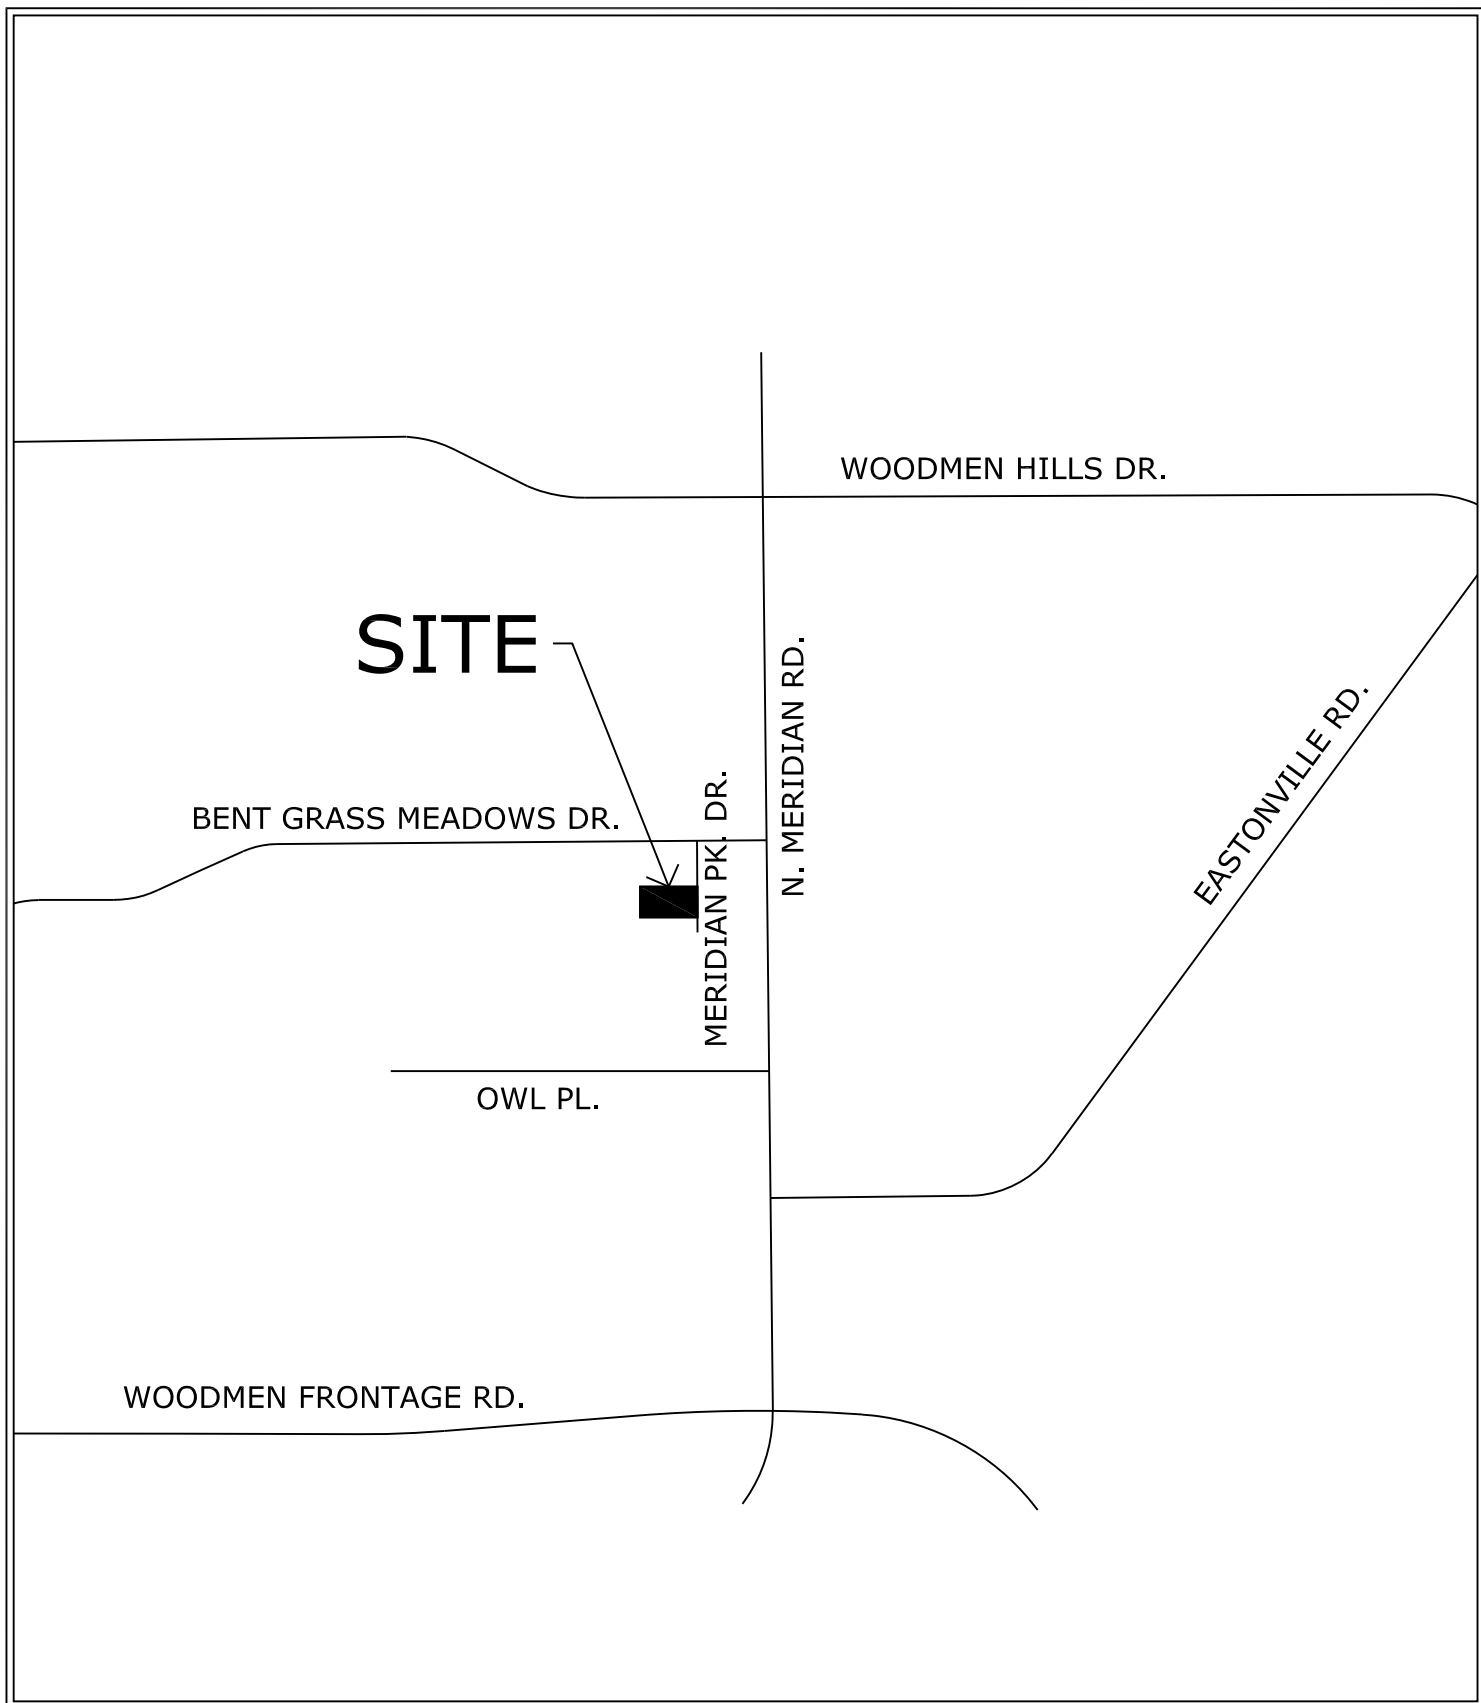 WOODMEN HILLS DR.
SITE
N. MERIDIAN RD.
EASTONVILLE RD.
BENT GRASS MEADOWS DR.
MERIDIAN PK. DR.
OWL PL.
WOODMEN FRONTAGE RD.